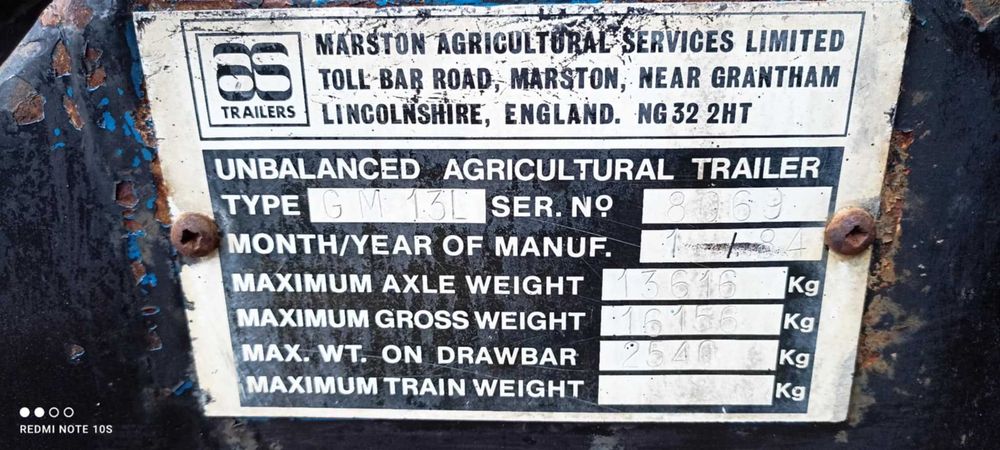 AS
TRAILERS
MARSTON AGRICULTURAL SERVICES LIMITED
TOLL BAR ROAD, MARSTON, NEAR GRANTHAM
LINCOLNSHIRE, ENGLAND. NG32 2HT
UNBALANCED AGRICULTURAL TRAILER
TYPE GM 13L SER. Nº 8969
MONTH/YEAR OF MANUF. /84
MAXIMUM AXLE WEIGHT 13616 Kg
MAXIMUM GROSS WEIGHT 16156 Kg
MAX. WT. ON DRAWBAR 2540 Kg
MAXIMUM TRAIN WEIGHT Kg
REDMI NOTE 10S